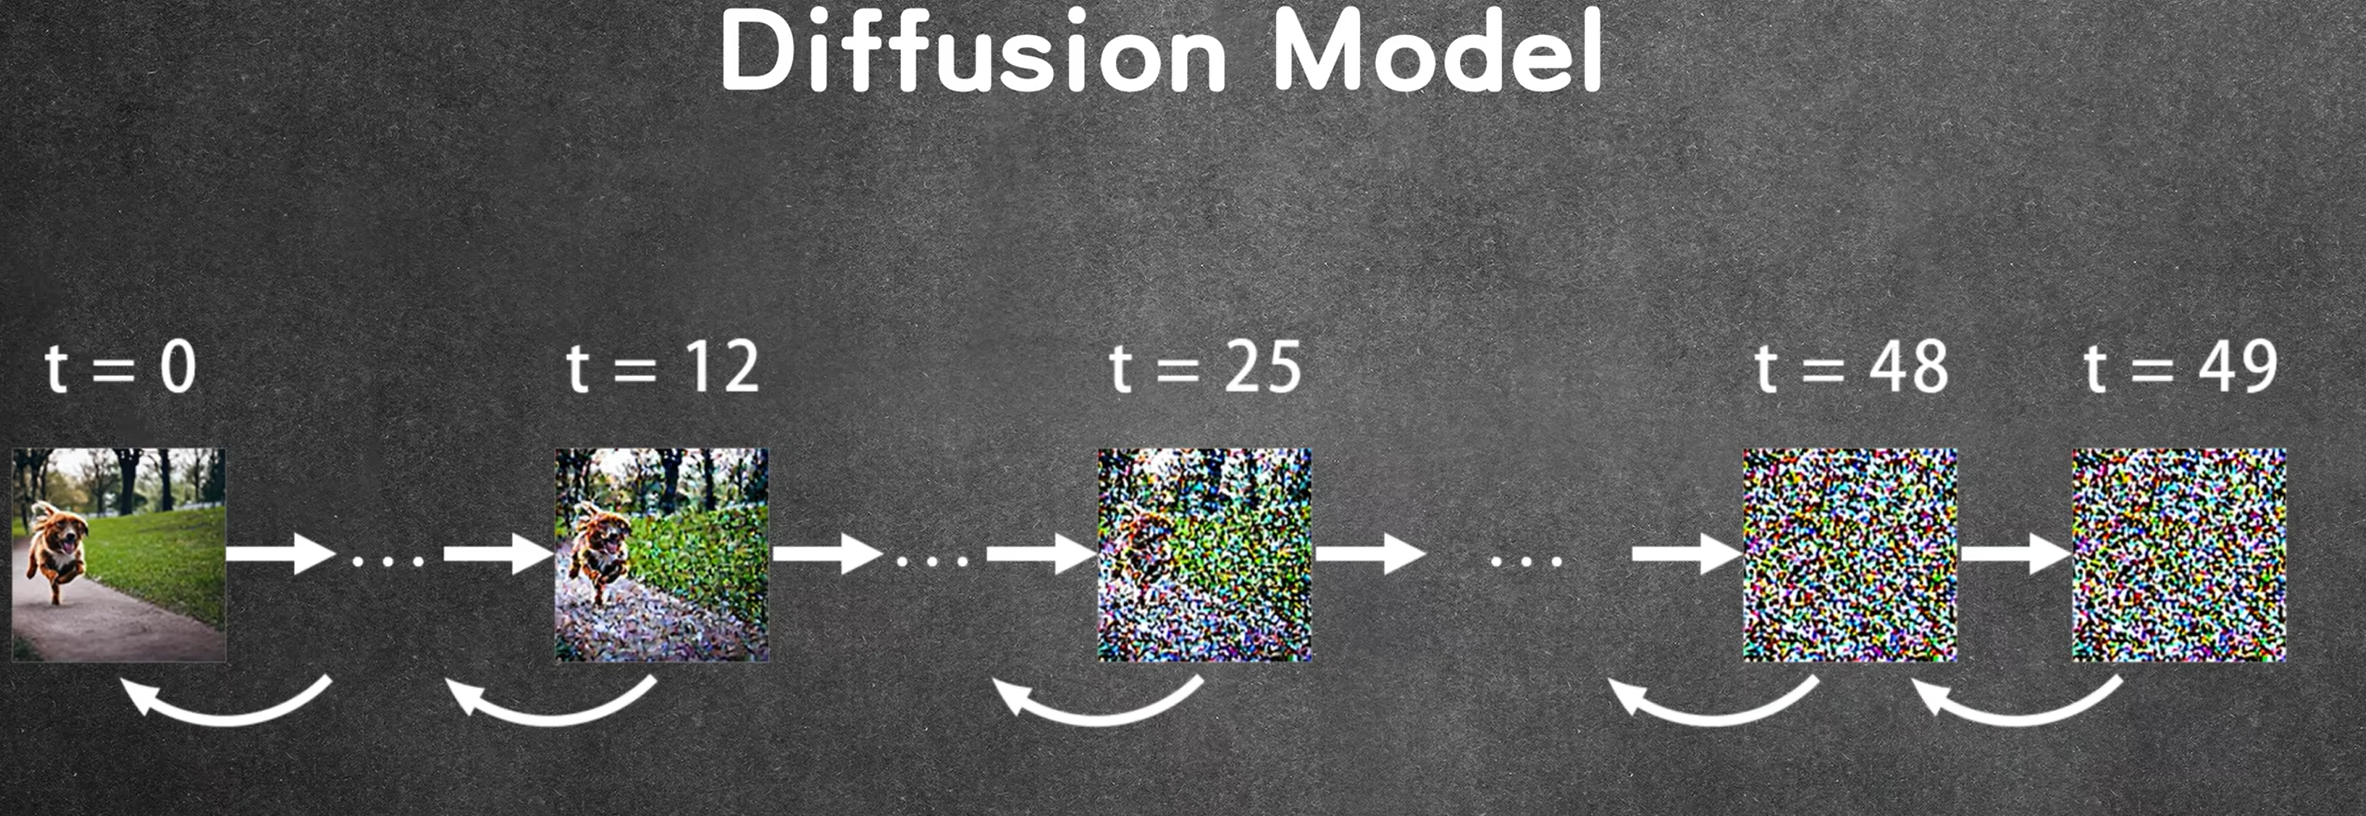 Diffusion Model
t = 0
t = 12
t = 25
t = 48
t = 49
...
...
...